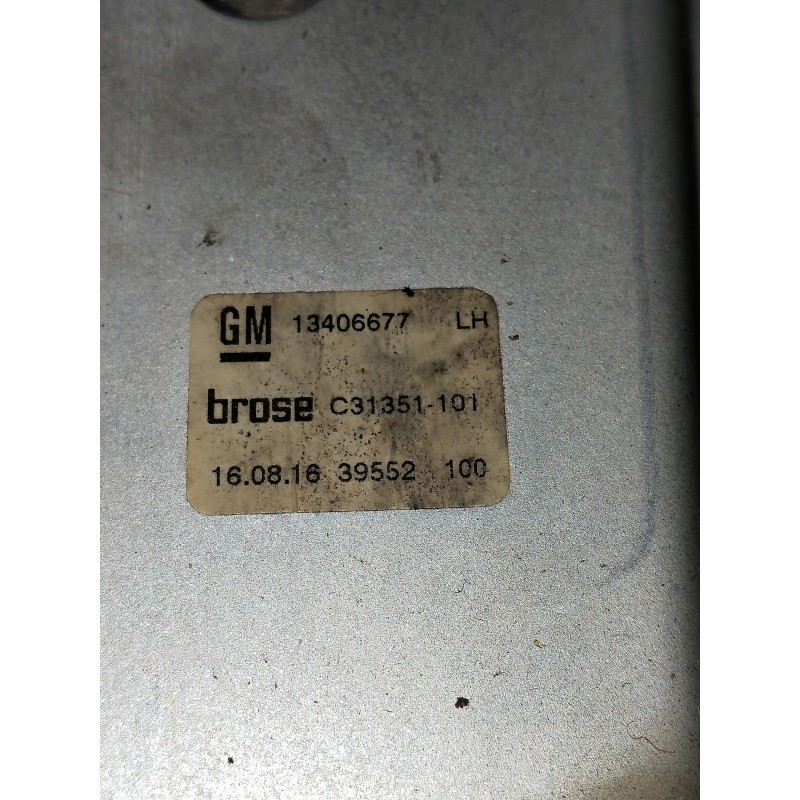 GM 13406677 LH
brose C31351-101
16.08.16 39552 100